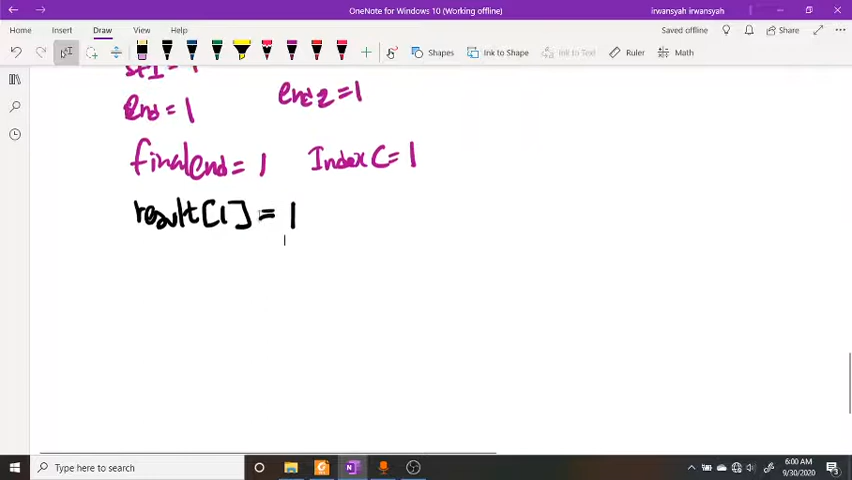 OneNote for Windows 10 (Working offline)
irwansyah irwansyah
Home Insert Draw View Help
Saved offline Share
Shapes Ink to Shape Ink to Text Ruler Math
end = 1 end2 = 1
finalend = 1 Index C = 1
result[1] = 1
Type here to search
6:00 AM
9/30/2020
3